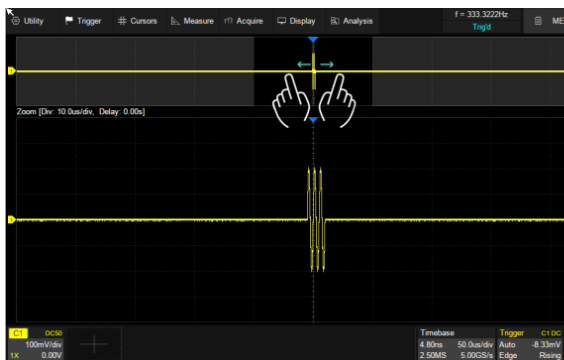 Utility Trigger Cursors Measure Acquire Display Analysis f = 333.3222Hz ME
Trig'd
Zoom [Div: 10.0us/div, Delay: 0.00s]
C1 DC50 Timebase Trigger C1 DC
100mV/div 4.80ns 50.0us/div Auto -8.33mV
1X 0.00V 2.50MS 5.00GS/s Edge Rising